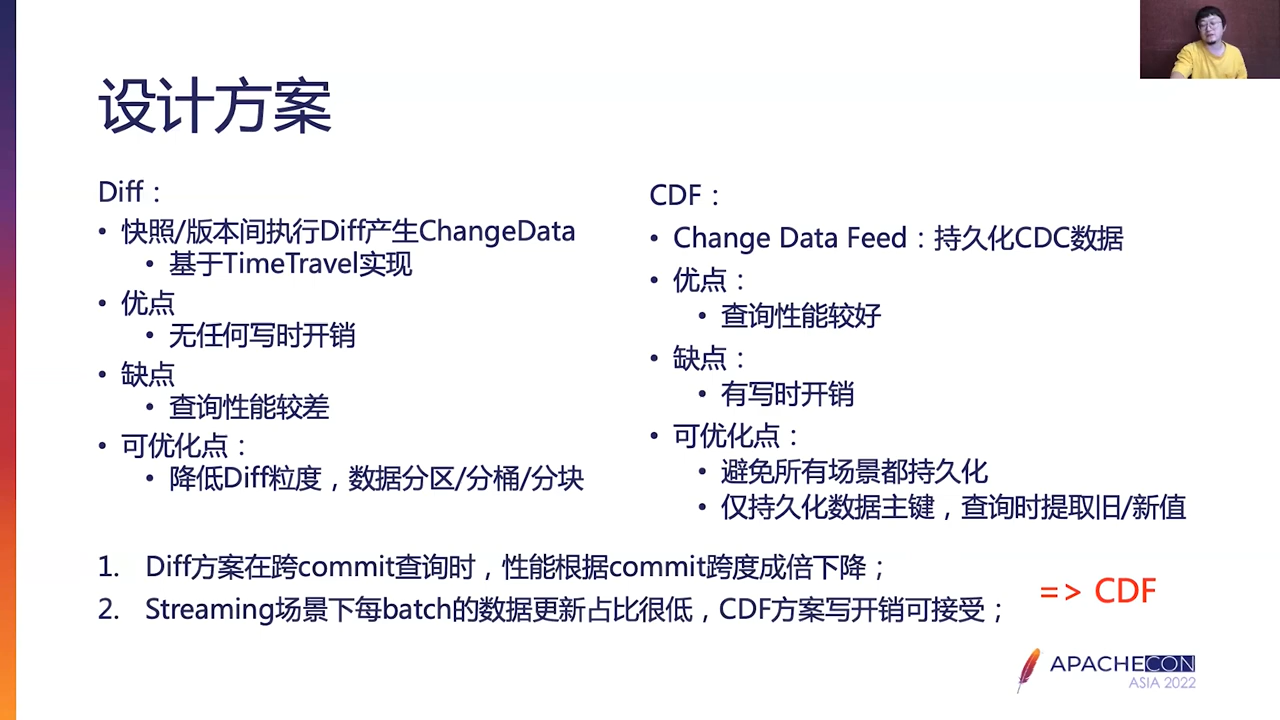 设计方案
Diff：
• 快照/版本间执行Diff产生ChangeData
• 基于TimeTravel实现
• 优点
• 无任何写时开销
• 缺点
• 查询性能较差
• 可优化点：
• 降低Diff粒度，数据分区/分桶/分块
CDF：
• Change Data Feed：持久化CDC数据
• 优点：
• 查询性能较好
• 缺点：
• 有写时开销
• 可优化点：
• 避免所有场景都持久化
• 仅持久化数据主键，查询时提取旧/新值
1. Diff方案在跨commit查询时，性能根据commit跨度成倍下降；
2. Streaming场景下每batch的数据更新占比很低，CDF方案写开销可接受；
=> CDF
APACHECON
ASIA 2022